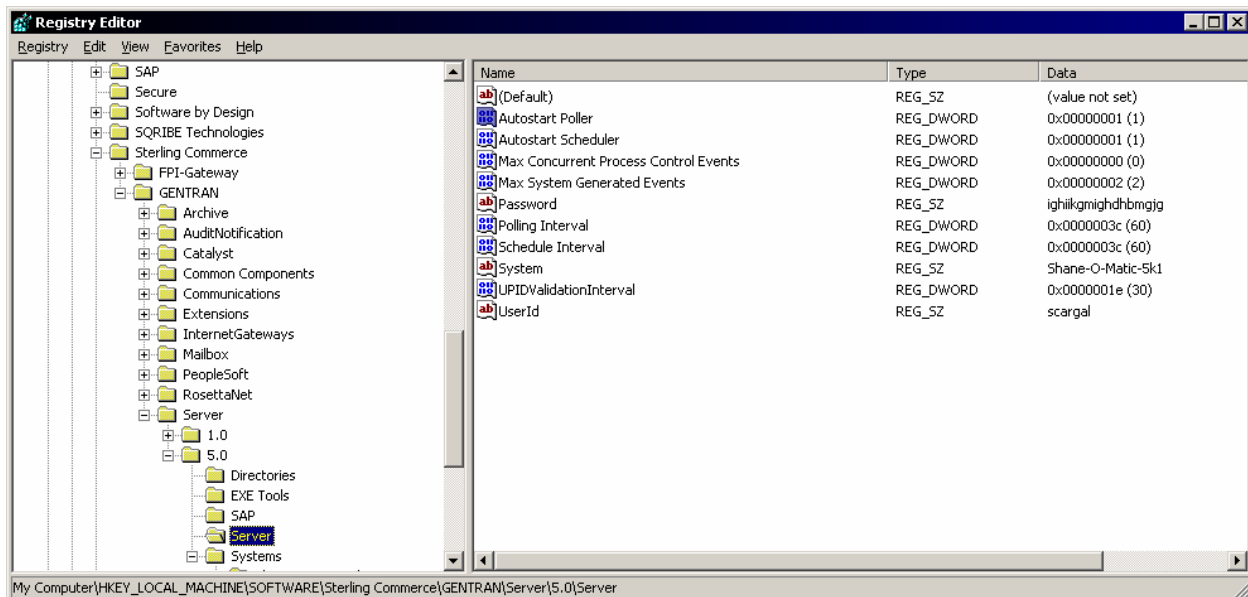 Registry Editor
Registry Edit View Favorites Help
SAP
Secure
Software by Design
SQRIBE Technologies
Sterling Commerce
FPI-Gateway
GENTRAN
Archive
AuditNotification
Catalyst
Common Components
Communications
Extensions
InternetGateways
Mailbox
PeopleSoft
RosettaNet
Server
1.0
5.0
Directories
EXE Tools
SAP
Server
Systems
Name Type Data
(Default) REG_SZ (value not set)
Autostart Poller REG_DWORD 0x00000001 (1)
Autostart Scheduler REG_DWORD 0x00000001 (1)
Max Concurrent Process Control Events REG_DWORD 0x00000000 (0)
Max System Generated Events REG_DWORD 0x00000002 (2)
Password REG_SZ ighiikgmighdhbmgjg
Polling Interval REG_DWORD 0x0000003c (60)
Schedule Interval REG_DWORD 0x0000003c (60)
System REG_SZ Shane-O-Matic-5k1
UPIDValidationInterval REG_DWORD 0x0000001e (30)
UserId REG_SZ scargal
My Computer\HKEY_LOCAL_MACHINE\SOFTWARE\Sterling Commerce\GENTRAN\Server\5.0\Server